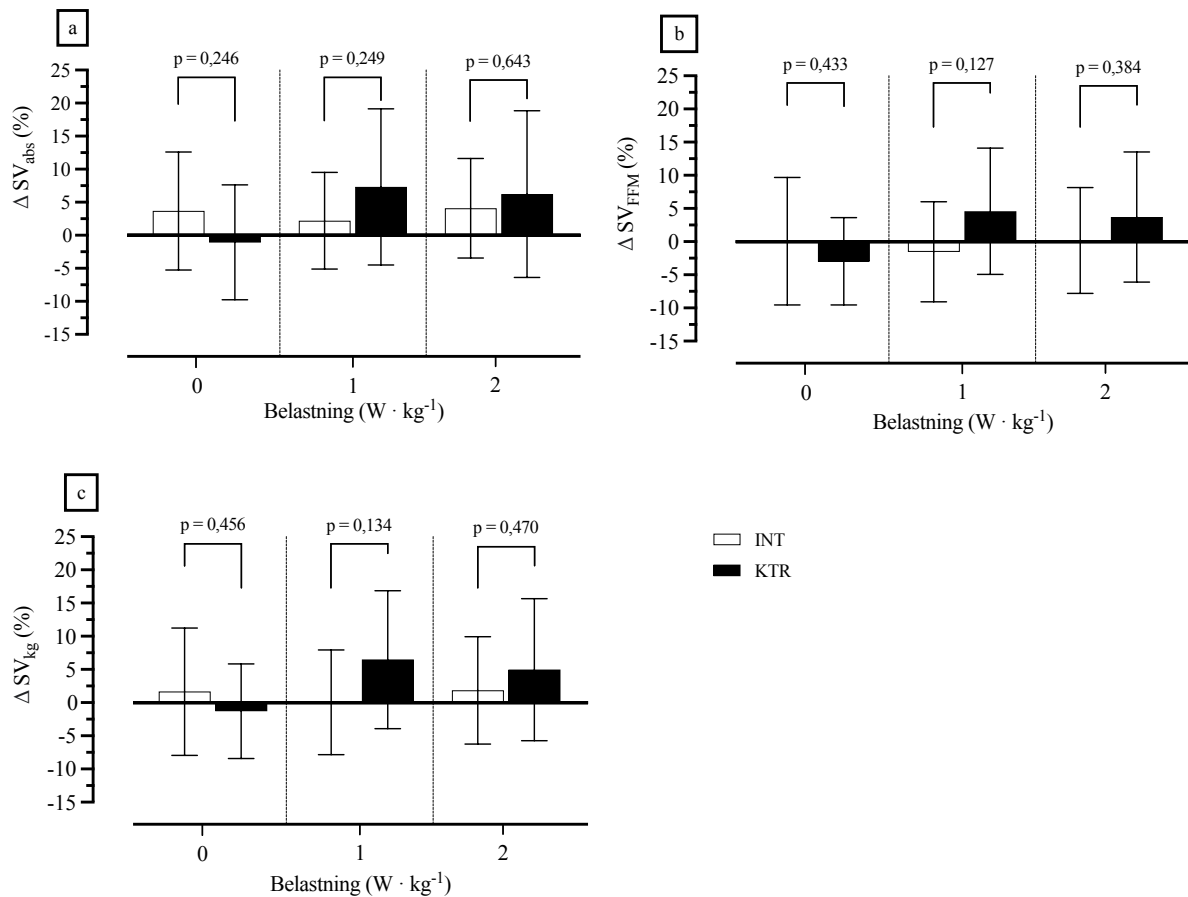 a
p = 0,246
p = 0,249
p = 0,643
25
20
15
10
5
0
-5
-10
-15
Δ SVabs (%)
0
1
2
Belastning (W · kg⁻¹)
b
p = 0,433
p = 0,127
p = 0,384
25
20
15
10
5
0
-5
-10
-15
Δ SVFFM (%)
0
1
2
Belastning (W · kg⁻¹)
c
p = 0,456
p = 0,134
p = 0,470
25
20
15
10
5
0
-5
-10
-15
Δ SVkg (%)
0
1
2
Belastning (W · kg⁻¹)
INT
KTR